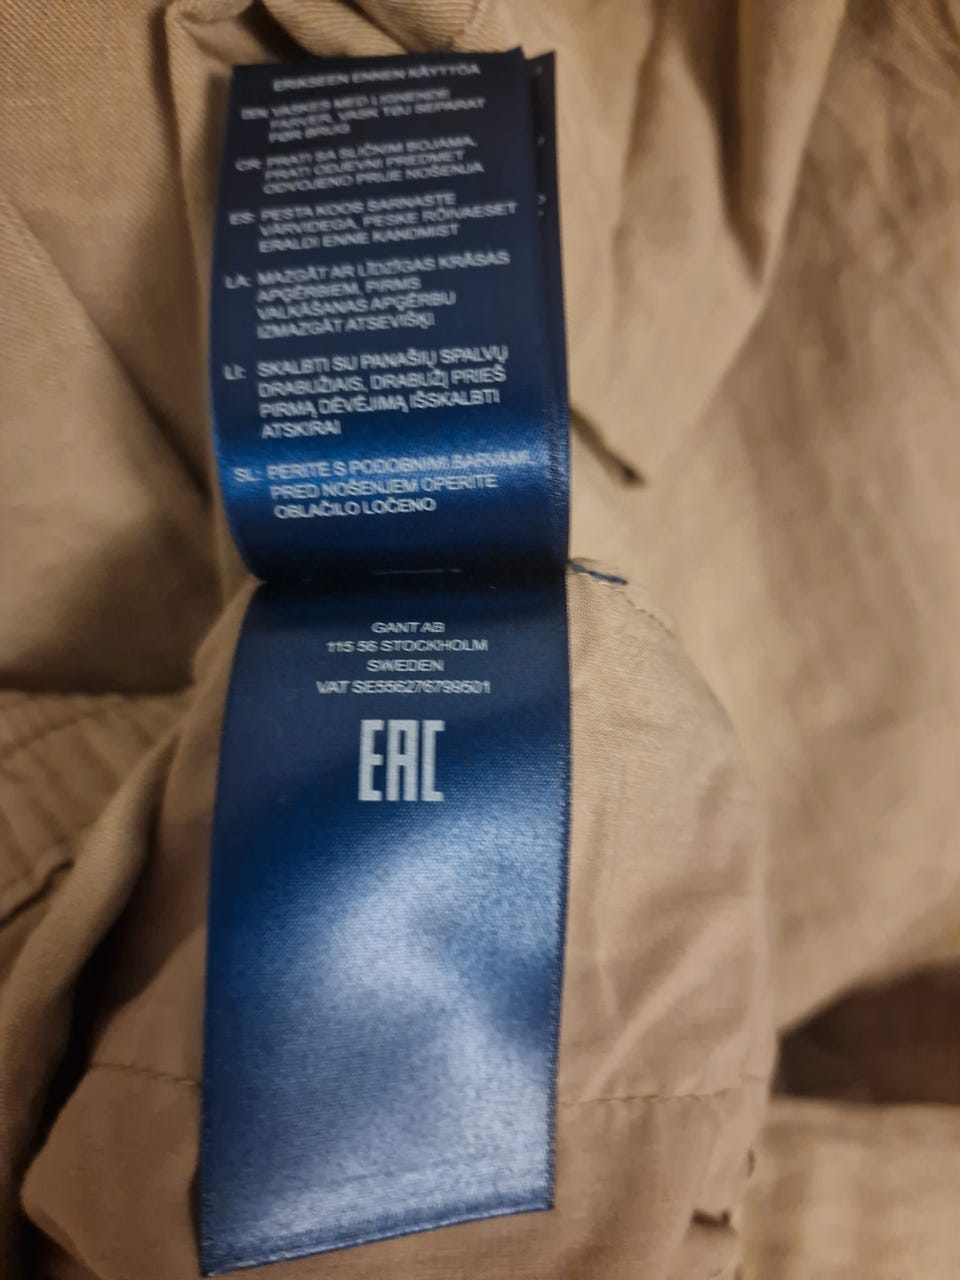 ERIKSEEN ENNEN KÄYTTÖÄ
DN: VASKES MED LIGNENDE
FARVER, VASK TØJ SEPARAT
FØR BRUG
CR: PRATI SA SLIČNIM BOJAMA,
PRATI ODJEVNI PREDMET
ODVOJENO PRIJE NOŠENJA
ES: PESTA KOOS SARNASTE
VÄRVIDEGA, PESKE RÕIVAESET
ERALDI ENNE KANDMIST
LA: MAZGĀT AR LĪDZĪGAS KRĀSAS
APĢĒRBIEM, PIRMS
VALKĀŠANAS APĢĒRBU
IZMAZGĀT ATSEVIŠĶI
LI: SKALBTI SU PANAŠIŲ SPALVŲ
DRABUŽIAIS, DRABUŽĮ PRIEŠ
PIRMĄ DĖVĖJIMĄ IŠSKALBTI
ATSKIRAI
SL: PERITE S PODOBNIMI BARVAMI,
PRED NOŠENJEM OPERITE
OBLAČILO LOČENO
GANT AB
115 56 STOCKHOLM
SWEDEN
VAT SE556276799501
EAC